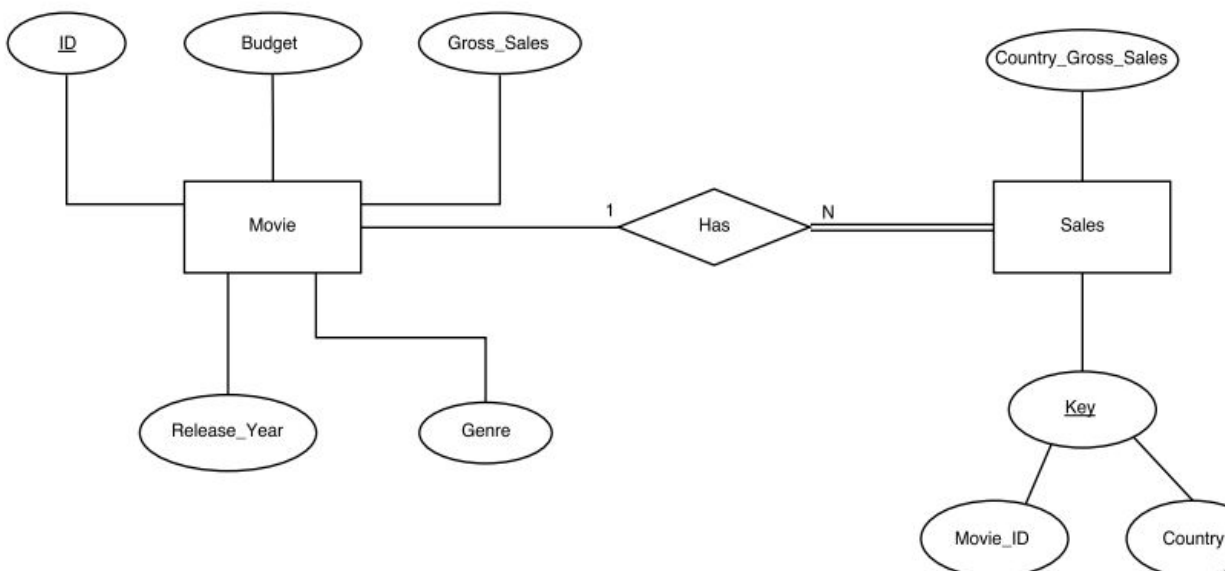 ID
Budget
Gross_Sales
Country_Gross_Sales
Movie
1
Has
N
Sales
Release_Year
Genre
Key
Movie_ID
Country